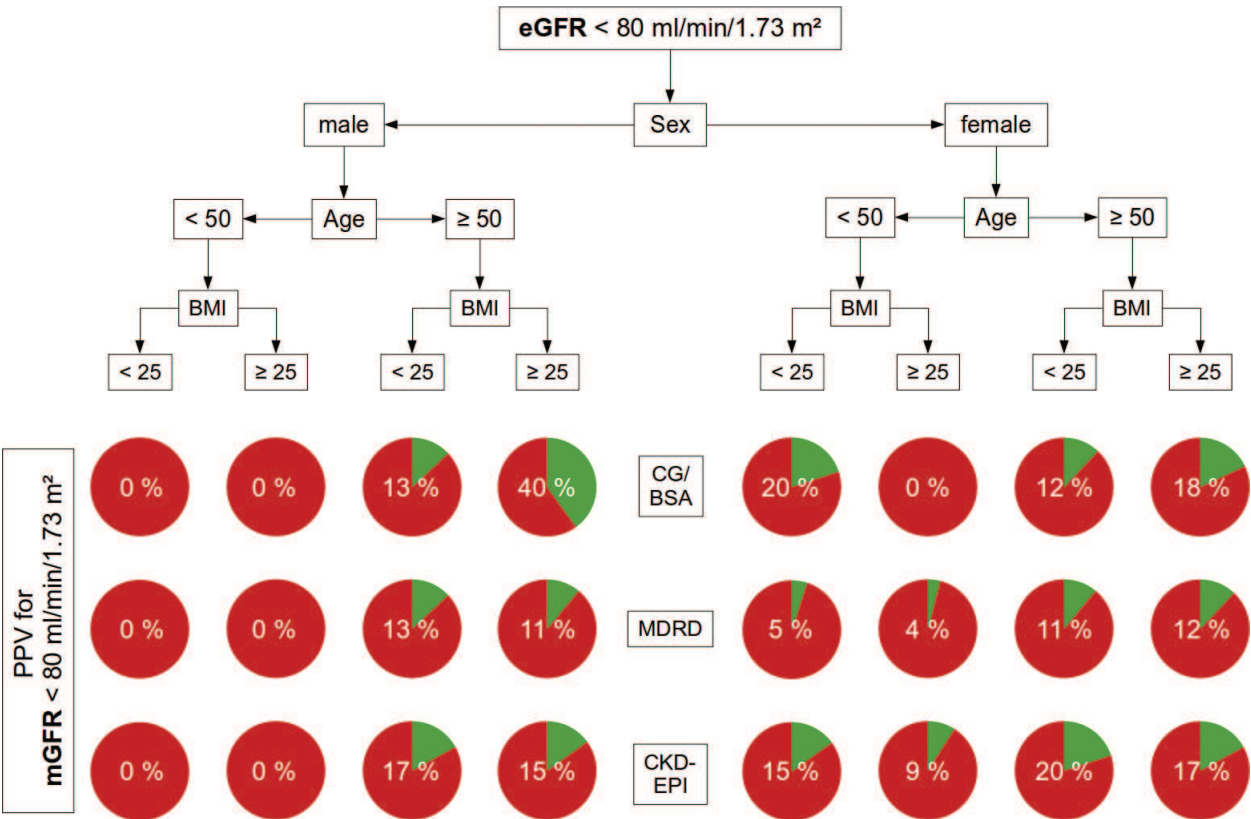 eGFR < 80 ml/min/1.73 m²
male Sex female
< 50 Age ≥ 50 < 50 Age ≥ 50
BMI BMI BMI BMI
< 25 ≥ 25 < 25 ≥ 25 < 25 ≥ 25 < 25 ≥ 25
PPV for
mGFR < 80 ml/min/1.73 m²
0 % 0 % 13 % 40 % CG/
BSA 20 % 0 % 12 % 18 %
0 % 0 % 13 % 11 % MDRD 5 % 4 % 11 % 12 %
0 % 0 % 17 % 15 % CKD-
EPI 15 % 9 % 20 % 17 %